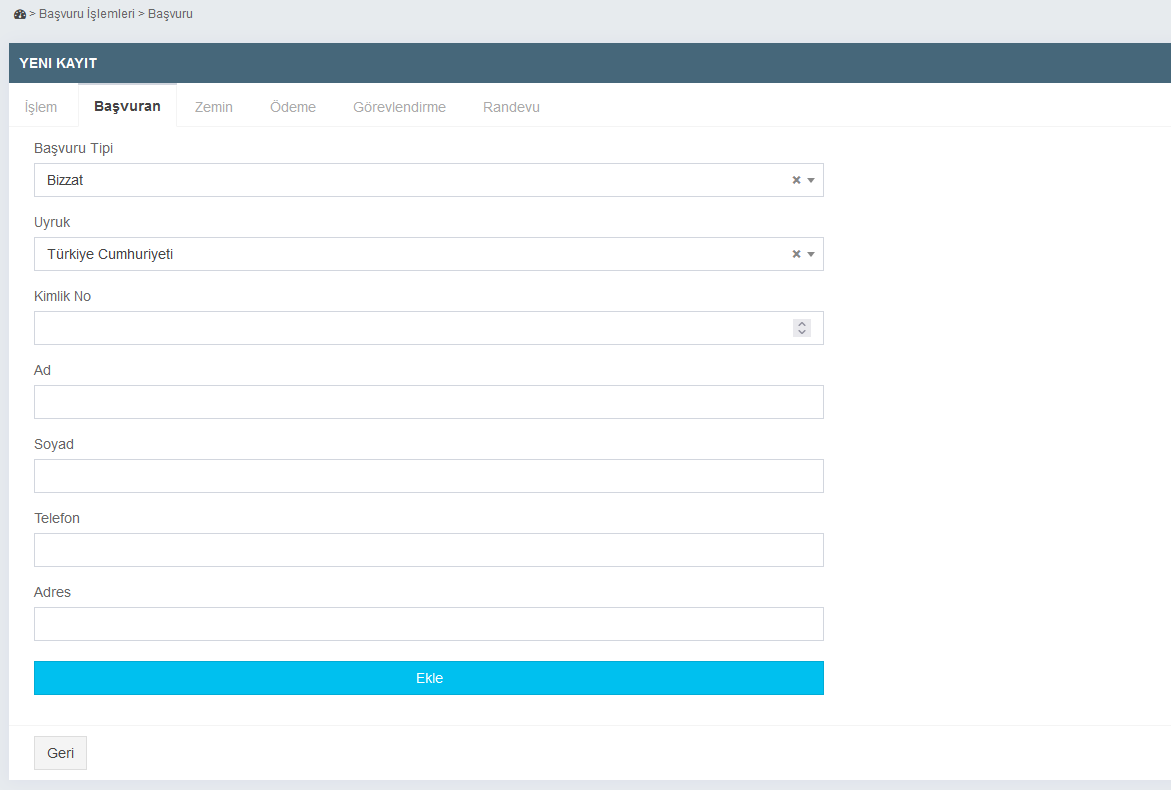 > Başvuru İşlemleri > Başvuru
YENI KAYIT
İşlem Başvuran Zemin Ödeme Görevlendirme Randevu
Başvuru Tipi
Bizzat
Uyruk
Türkiye Cumhuriyeti
Kimlik No
Ad
Soyad
Telefon
Adres
Ekle
Geri